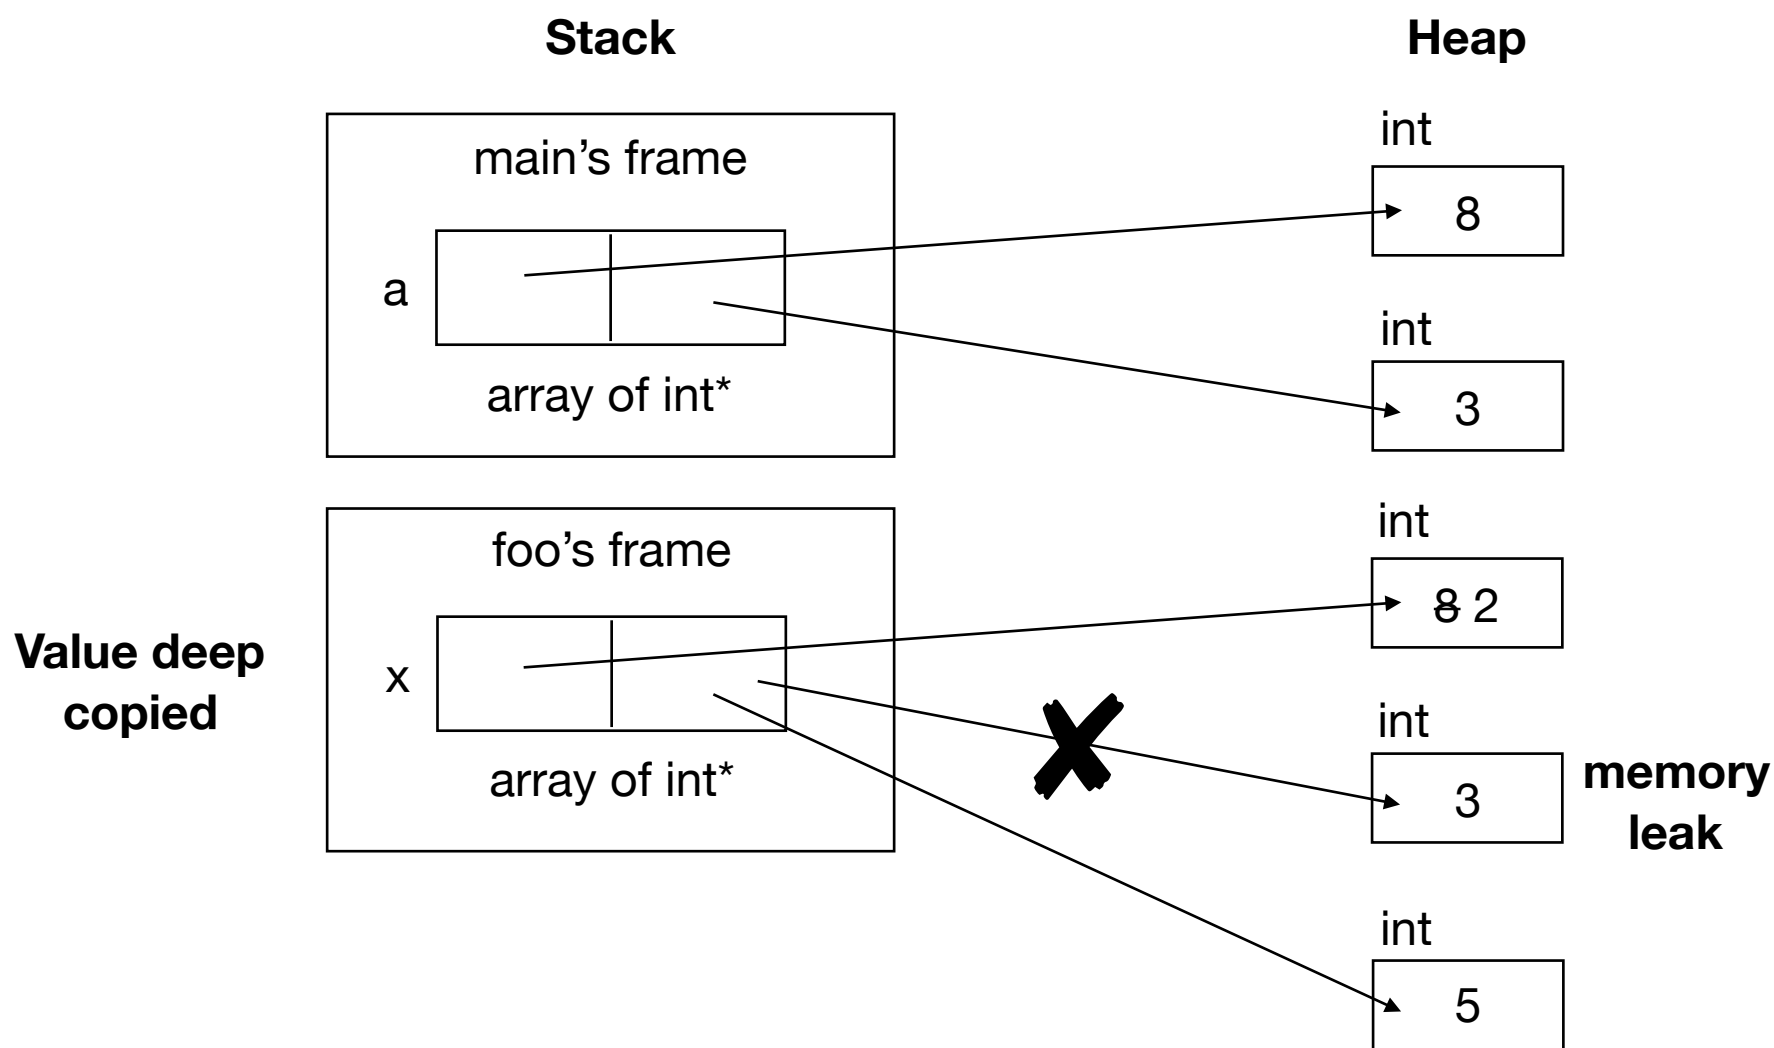 Stack
Heap
main’s frame
a
array of int*
int
8
int
3
Value deep
copied
foo’s frame
x
array of int*
int
8 2
int
3
memory
leak
int
5